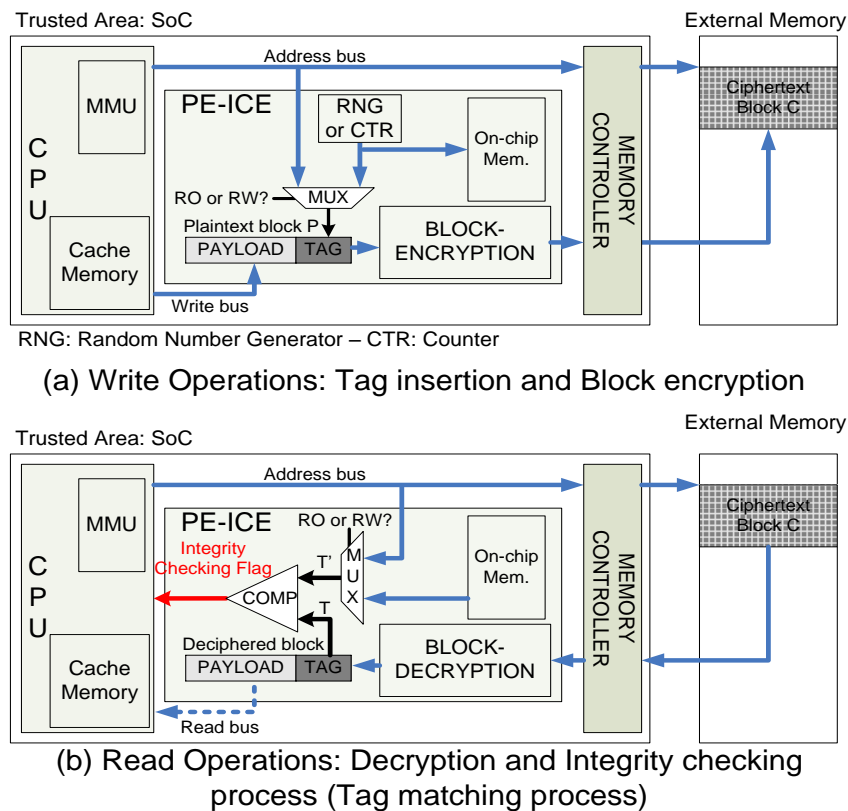 Trusted Area: SoC
External Memory
Address bus
MMU
PE-ICE
RNG
or CTR
On-chip
Mem.
CPU
RO or RW?
MUX
Plaintext block P
PAYLOAD
TAG
BLOCK-
ENCRYPTION
Cache
Memory
Write bus
MEMORY
CONTROLLER
Ciphertext
Block C
RNG: Random Number Generator – CTR: Counter
(a) Write Operations: Tag insertion and Block encryption
External Memory
Trusted Area: SoC
Address bus
MMU
PE-ICE
RO or RW?
Integrity
Checking Flag
T'
MUX
On-chip
Mem.
CPU
COMP
T
Deciphered block
PAYLOAD
TAG
BLOCK-
DECRYPTION
Cache
Memory
Read bus
MEMORY
CONTROLLER
Ciphertext
Block C
(b) Read Operations: Decryption and Integrity checking
process (Tag matching process)